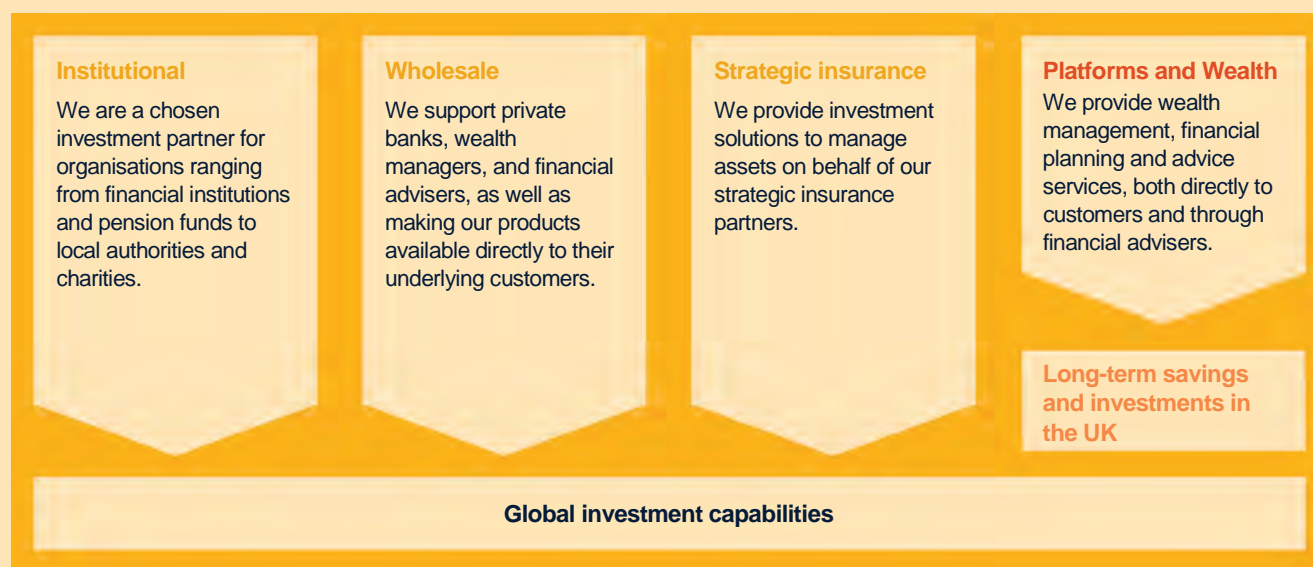 Institutional
We are a chosen
investment partner for
organisations ranging
from financial institutions
and pension funds to
local authorities and
charities.
Wholesale
We support private
banks, wealth
managers, and financial
advisers, as well as
making our products
available directly to their
underlying customers.
Strategic insurance
We provide investment
solutions to manage
assets on behalf of our
strategic insurance
partners.
Platforms and Wealth
We provide wealth
management, financial
planning and advice
services, both directly to
customers and through
financial advisers.
Long-term savings
and investments in
the UK
Global investment capabilities